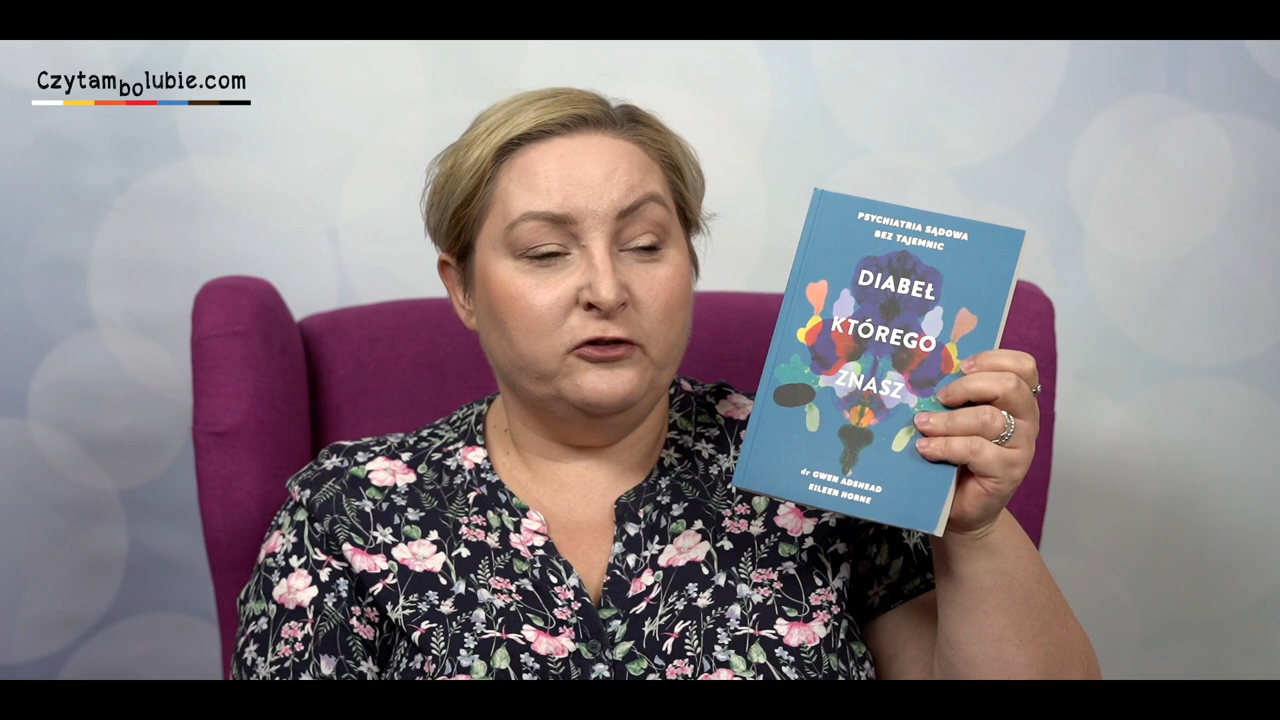 Czytambolubie.com
PSYCHIATRIA SĄDOWA
BEZ TAJEMNIC
DIABEŁ
KTÓREGO
ZNASZ
dr GWEN ADSHEAD
EILEEN HORNE